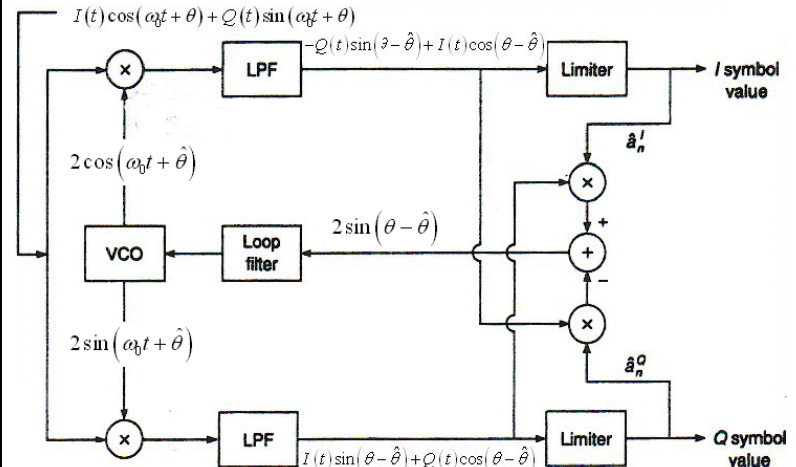 I(t)cos(ω₀t+θ)+Q(t)sin(ω₀t+θ)
×
LPF
-Q(t)sin(θ-θ̂)+I(t)cos(θ-θ̂)
Limiter
I symbol
value
â_n^I
×
2cos(ω₀t+θ̂)
+
VCO
Loop
filter
2sin(θ-θ̂)
+
−
×
2sin(ω₀t+θ̂)
â_n^Q
×
LPF
I(t)sin(θ-θ̂)+Q(t)cos(θ-θ̂)
Limiter
Q symbol
value